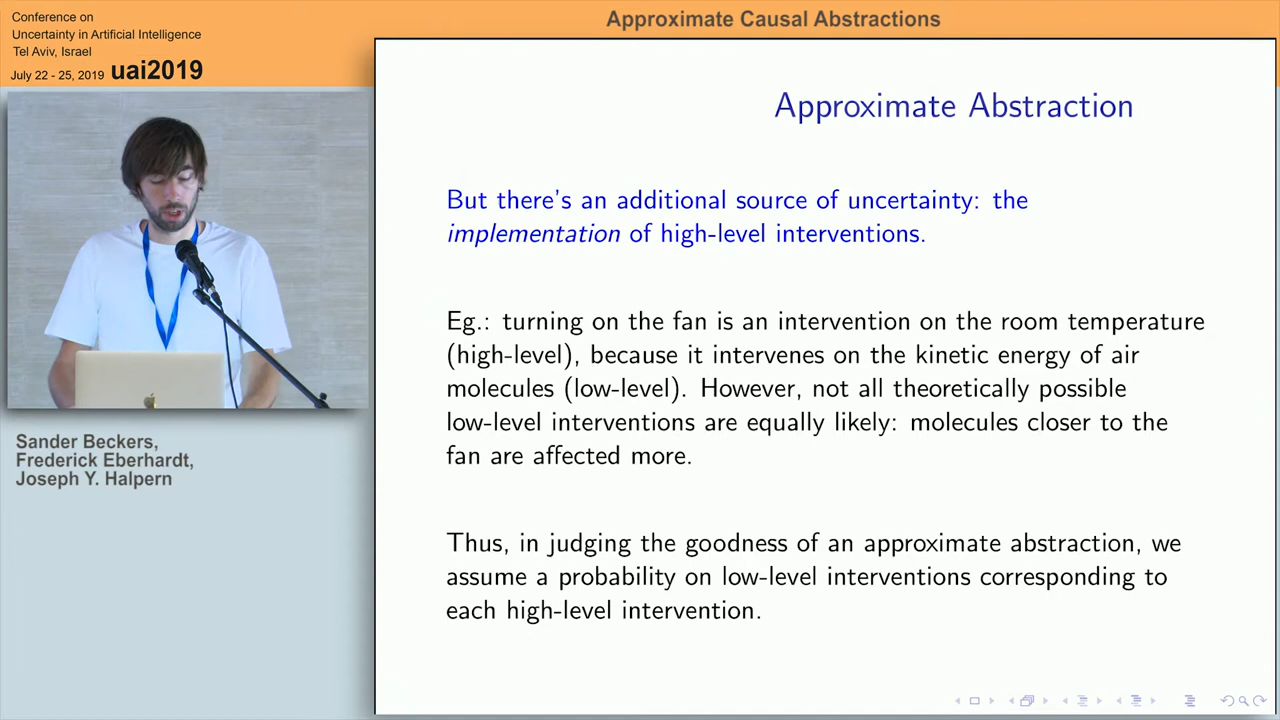 Conference on
Uncertainty in Artificial Intelligence
Tel Aviv, Israel
July 22 - 25, 2019 uai2019
Approximate Causal Abstractions
Approximate Abstraction
But there's an additional source of uncertainty: the
implementation of high-level interventions.
Eg.: turning on the fan is an intervention on the room temperature
(high-level), because it intervenes on the kinetic energy of air
molecules (low-level). However, not all theoretically possible
low-level interventions are equally likely: molecules closer to the
fan are affected more.
Thus, in judging the goodness of an approximate abstraction, we
assume a probability on low-level interventions corresponding to
each high-level intervention.
Sander Beckers,
Frederick Eberhardt,
Joseph Y. Halpern